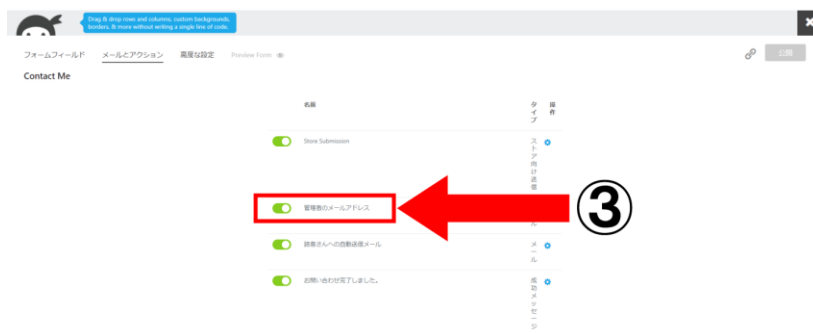 Drag & drop rows and columns, custom backgrounds,
borders, & more without writing a single line of code.
フォームフィールド メールとアクション 高度な設定 Preview Form
公開
Contact Me
名前 タイプ 操作
Store Submission ストア向け送信
管理者のメールアドレス ル
③
読者さんへの自動送信メール メール
お問い合わせ完了しました。 成功メッセージ